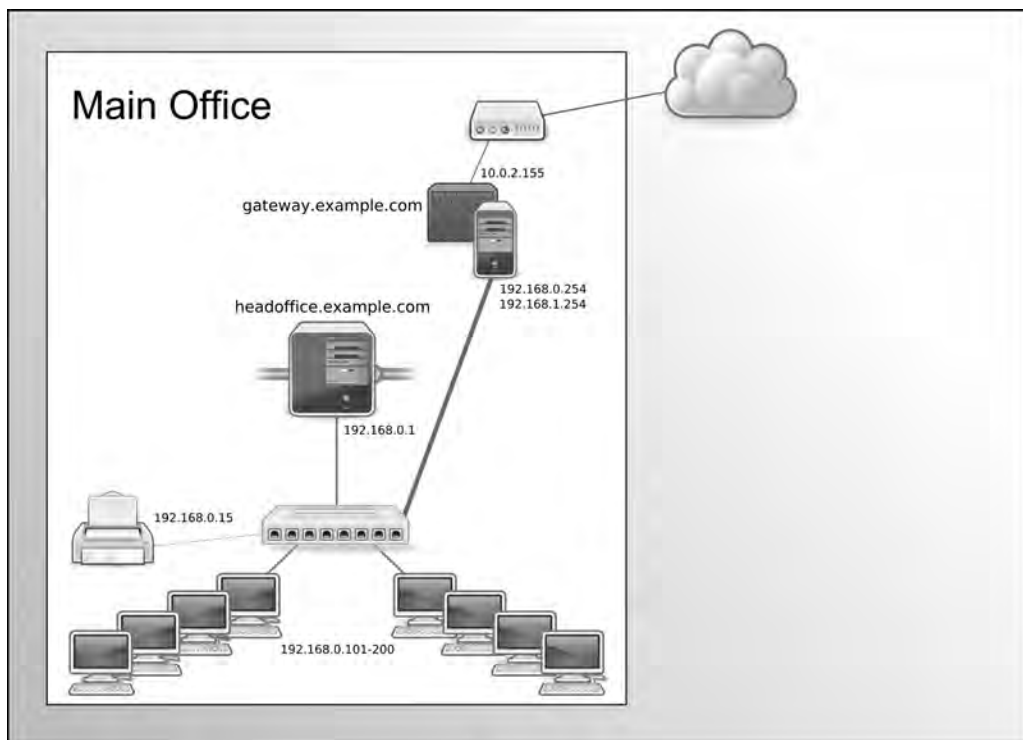 Main Office
10.0.2.155
gateway.example.com
192.168.0.254
192.168.1.254
headoffice.example.com
192.168.0.1
192.168.0.15
192.168.0.101-200